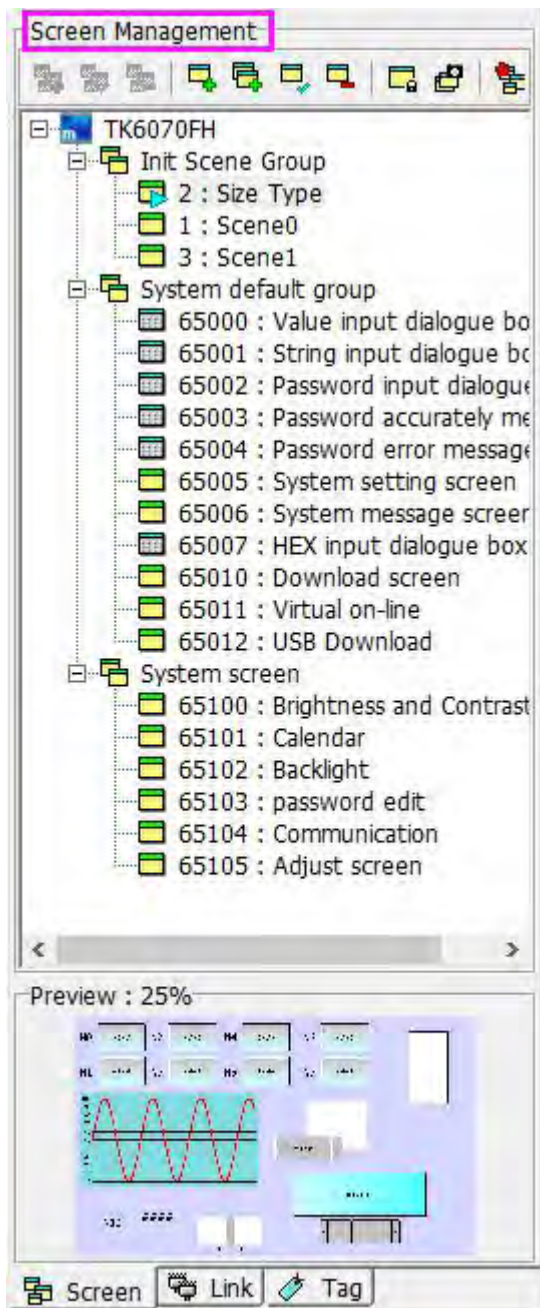 Screen Management
TK6070FH
Init Scene Group
2 : Size Type
1 : Scene0
3 : Scene1
System default group
65000 : Value input dialogue bo
65001 : String input dialogue bo
65002 : Password input dialogue
65003 : Password accurately me
65004 : Password error message
65005 : System setting screen
65006 : System message screen
65007 : HEX input dialogue box
65010 : Download screen
65011 : Virtual on-line
65012 : USB Download
System screen
65100 : Brightness and Contrast
65101 : Calendar
65102 : Backlight
65103 : password edit
65104 : Communication
65105 : Adjust screen
Preview : 25%
####
Screen Link Tag